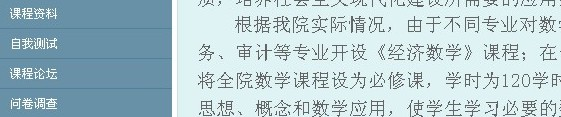 课程资料
自我测试
课程论坛
问卷调查
质，培养社会主义现代化建设所需要的应用
根据我院实际情况，由于不同专业对数
务、审计等专业开设《经济数学》课程；在
将全院数学课程设为必修课，学时为120学时
思想、概念和数学应用，使学生学习必要的